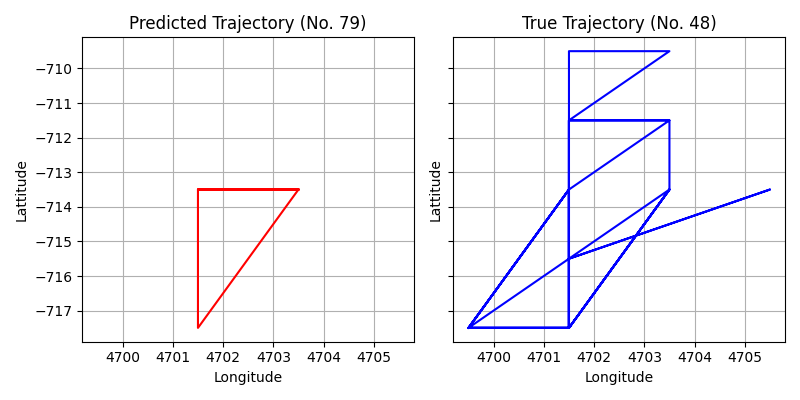 Predicted Trajectory (No. 79)
True Trajectory (No. 48)
−710
−711
−712
−713
−714
−715
−716
−717
Lattitude
Lattitude
4700 4701 4702 4703 4704 4705
4700 4701 4702 4703 4704 4705
Longitude
Longitude